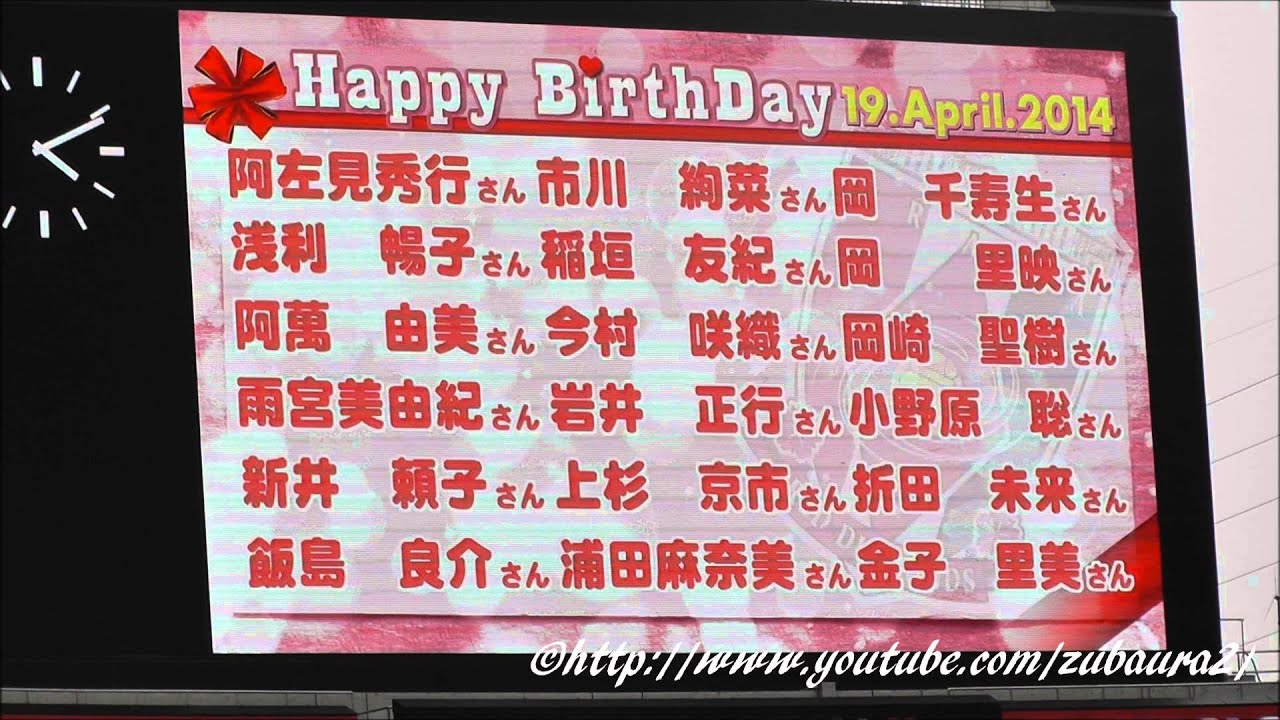 Happy BirthDay 19.April.2014
阿左見秀行さん 市川 絢菜さん 岡 千寿生さん
浅利 暢子さん 稲垣 友紀さん 岡 里映さん
阿萬 由美さん 今村 咲織さん 岡崎 聖樹さん
雨宮美由紀さん 岩井 正行さん 小野原 聡さん
新井 頼子さん 上杉 京市さん 折田 未来さん
飯島 良介さん 浦田麻奈美さん 金子 里美さん
©http://www.youtube.com/zubaura2/